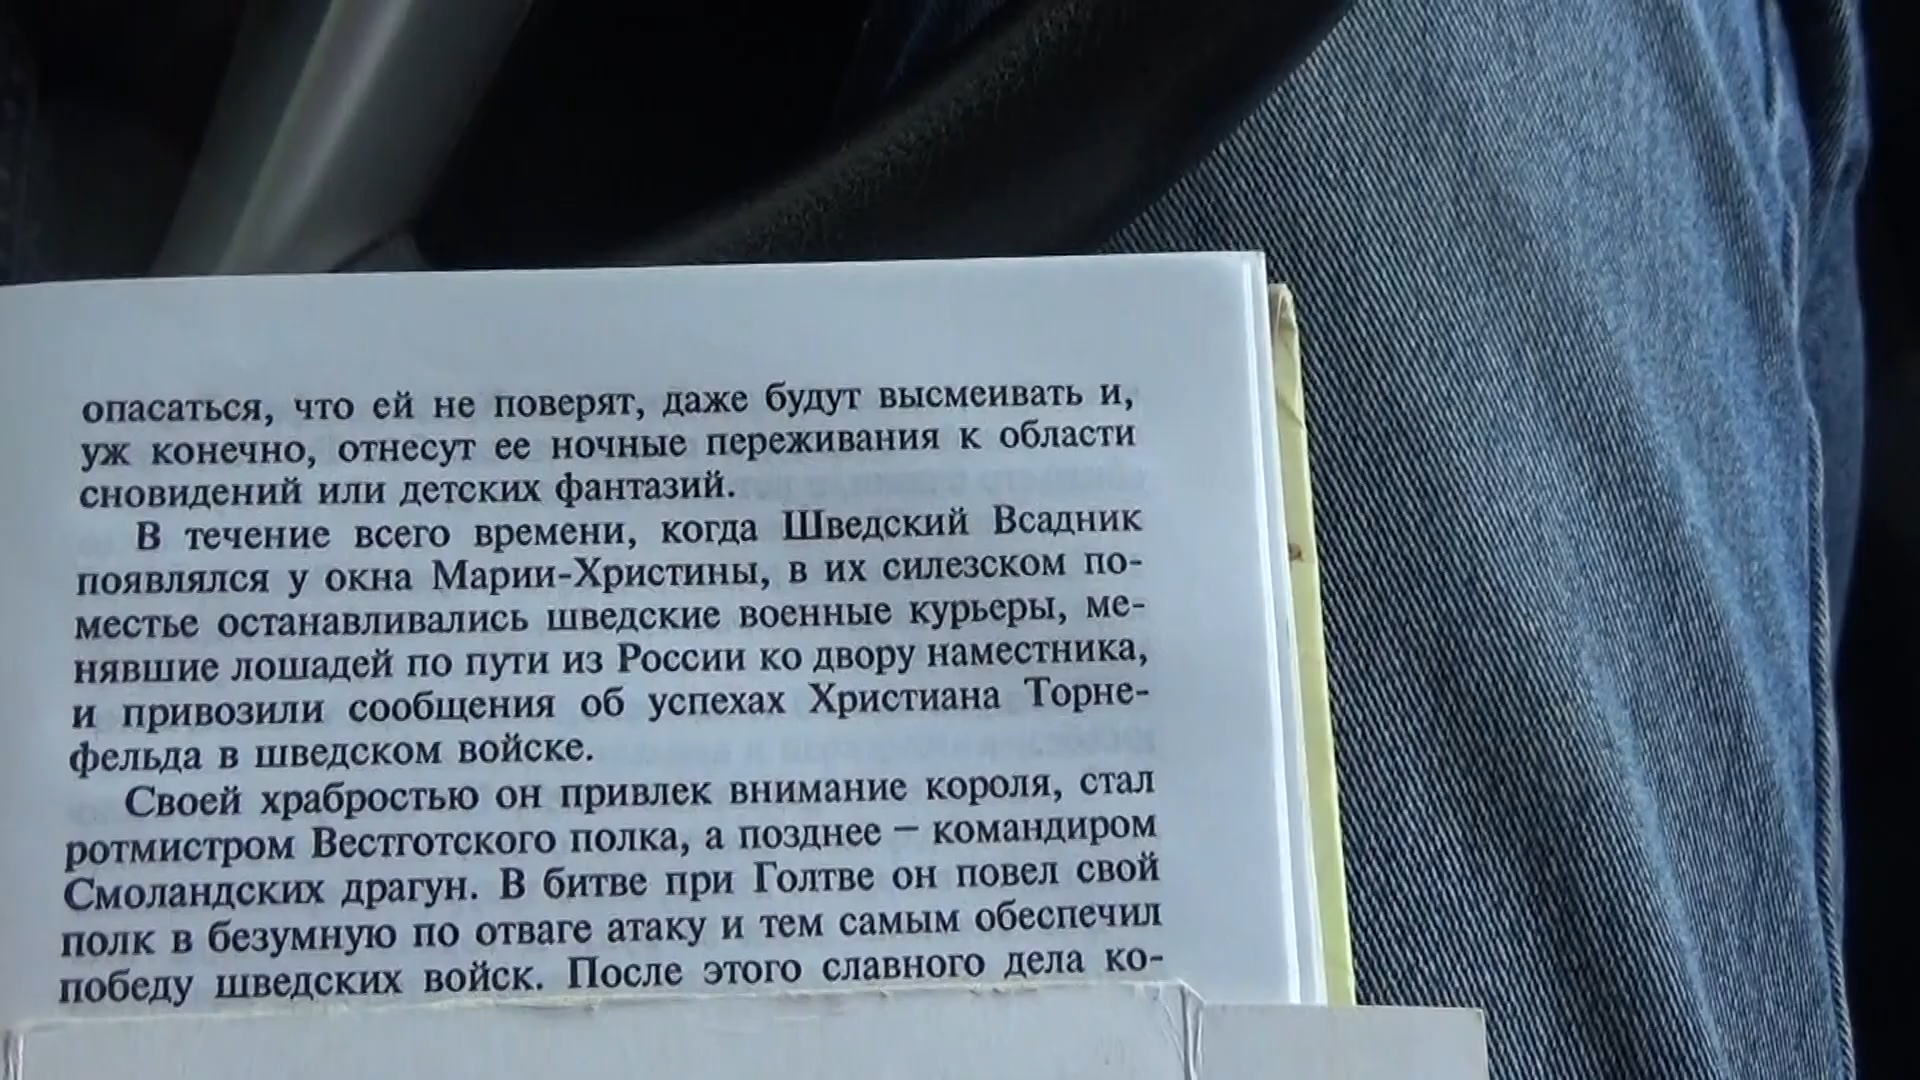 опасаться, что ей не поверят, даже будут высмеивать и,
уж конечно, отнесут ее ночные переживания к области
сновидений или детских фантазий.
В течение всего времени, когда Шведский Всадник
появлялся у окна Марии-Христины, в их силезском по-
местье останавливались шведские военные курьеры, ме-
нявшие лошадей по пути из России ко двору наместника,
и привозили сообщения об успехах Христиана Торне-
фельда в шведском войске.
Своей храбростью он привлек внимание короля, стал
ротмистром Вестготского полка, а позднее – командиром
Смоландских драгун. В битве при Голтве он повел свой
полк в безумную по отваге атаку и тем самым обеспечил
победу шведских войск. После этого славного дела ко-